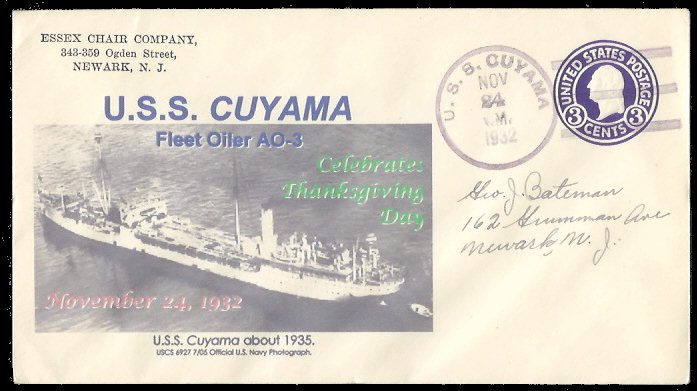 ESSEX CHAIR COMPANY,
343-359 Ogden Street,
NEWARK, N. J.
U.S.S. CUYAMA
Fleet Oiler AO-3
Celebrates
Thanksgiving
Day
November 24, 1932
U.S.S. Cuyama about 1935.
USCS 6927 7/05 Official U.S. Navy Photograph.
U. S. S. CUYAMA
NOV
24
.M.
1932
UNITED STATES POSTAGE
3 CENTS 3
Geo. J. Bateman
162 Grumman Ave
Newark, N. J.